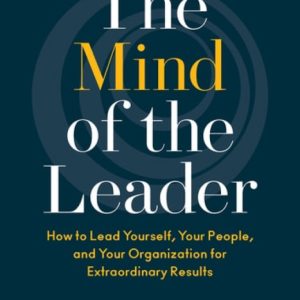 The
Mind
of the
Leader
How to Lead Yourself, Your People,
and Your Organization for
Extraordinary Results